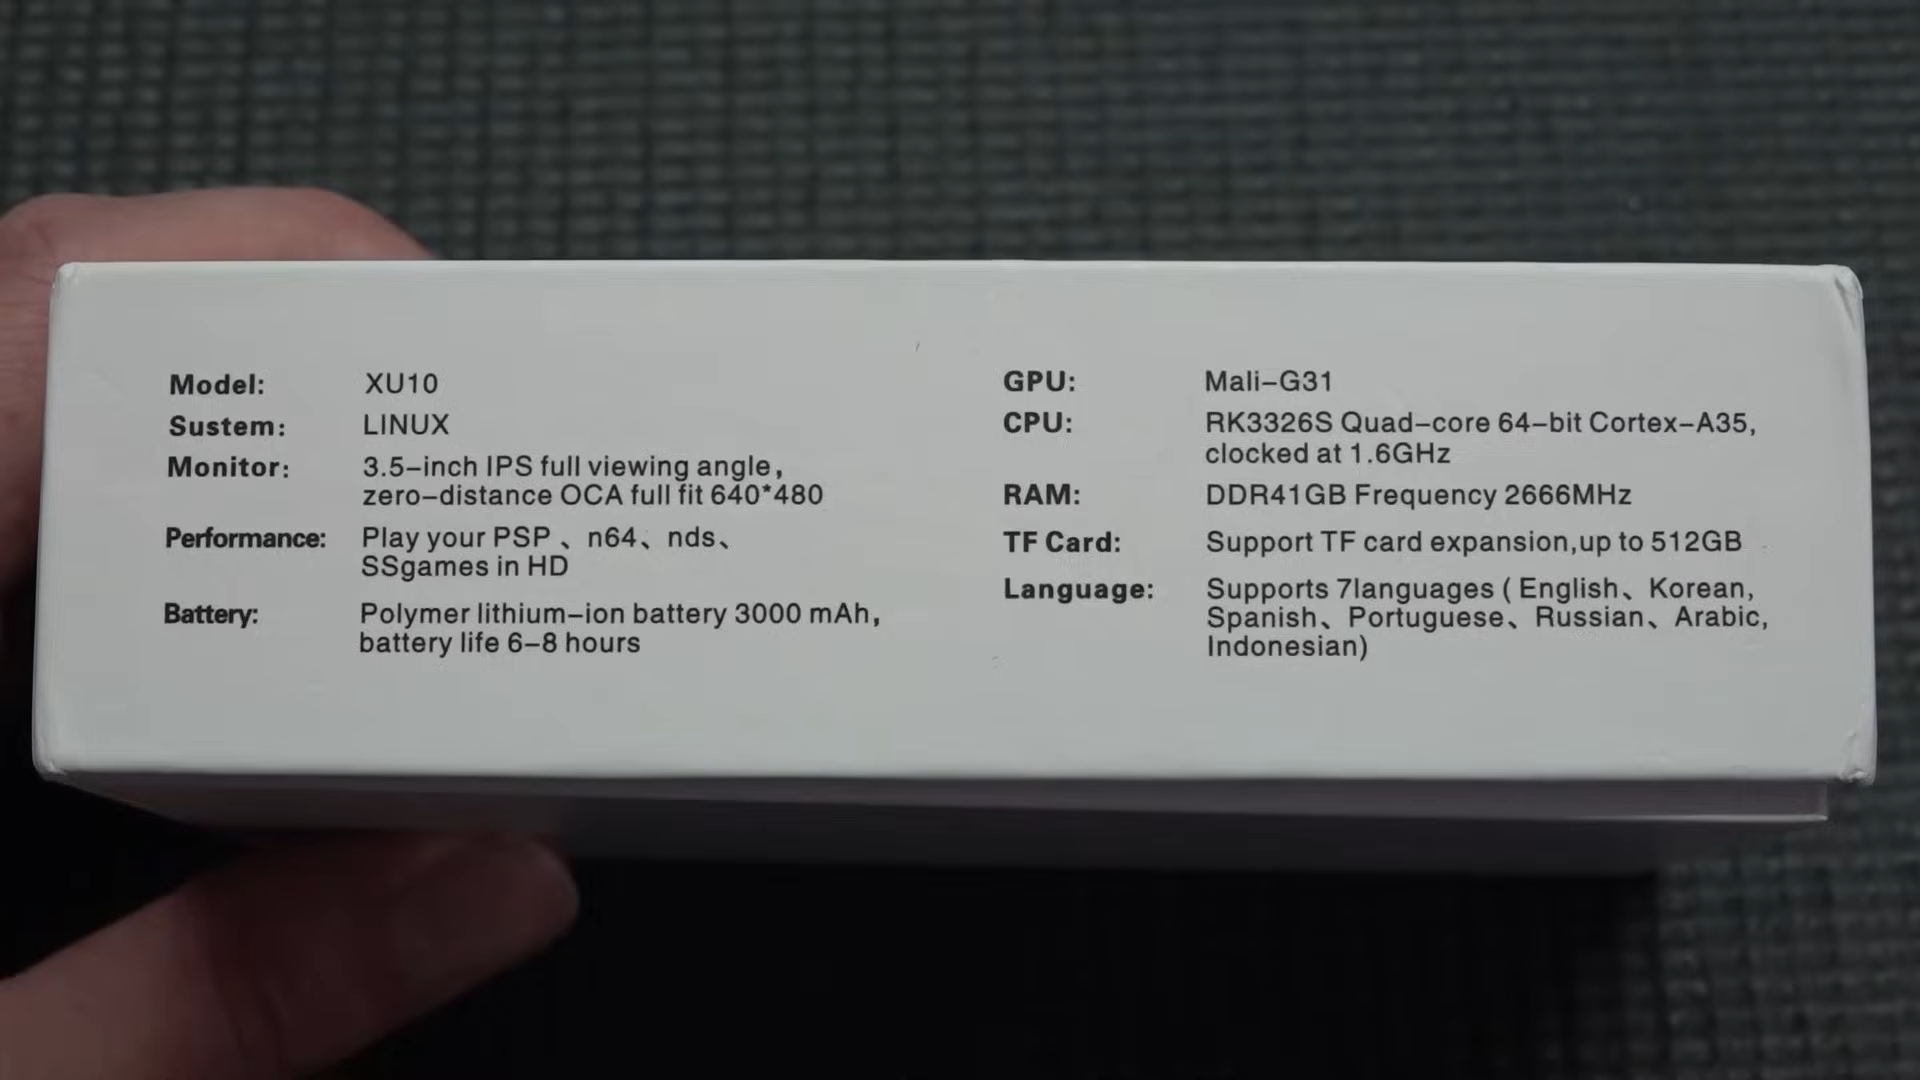 Model: XU10
Sustem: LINUX
Monitor: 3.5-inch IPS full viewing angle,
zero-distance OCA full fit 640*480
Performance: Play your PSP 、n64、nds、
SSgames in HD
Battery: Polymer lithium-ion battery 3000 mAh,
battery life 6-8 hours
GPU: Mali-G31
CPU: RK3326S Quad-core 64-bit Cortex-A35,
clocked at 1.6GHz
RAM: DDR41GB Frequency 2666MHz
TF Card: Support TF card expansion,up to 512GB
Language: Supports 7languages ( English、Korean,
Spanish、Portuguese、Russian、Arabic,
Indonesian)